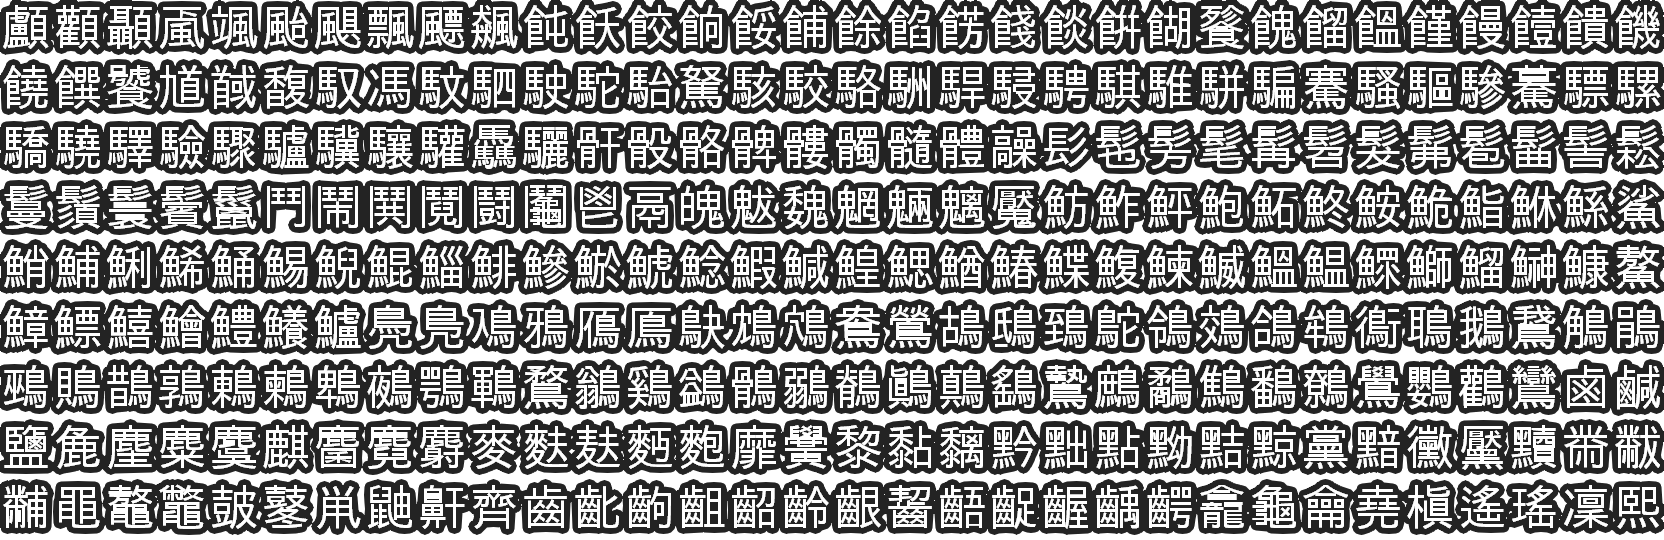 顱顴顳颪颯颱颶飄飃飆飩飫餃餉餒餔餘餡餝餞餤餠餬餮餽餾饂饉饅饐饋饑
饒饌饕馗馘馥馭馮馼駟駛駝駘駑駭駮駱駲駻駸騁騏騅駢騙騫騷驅驂驀驃騾
驕驍驛驗驟驢驥驤驩驫驪骭骰骼髀髏髑髓體髞髟髢髣髦髯髫髮髴髱髷髻鬆
鬘鬚鬟鬢鬣鬥鬧鬨鬩鬪鬮鬯鬲魄魃魏魍魎魑魘魴鮓鮃鮑鮖鮗鮟鮠鮨鮴鯀鯊
鮹鯆鯏鯑鯒鯣鯢鯤鯔鯡鰺鯲鯱鯰鰕鰔鰉鰓鰌鰆鰈鰒鰊鰄鰮鰛鰥鰤鰡鰰鱇鰲
鱆鰾鱚鱠鱧鱶鱸鳧鳬鳰鴉鴈鳫鴃鴆鴪鴦鶯鴣鴟鵄鴕鴒鵁鴿鴾鵆鵈鵝鵞鵤鵑
鵐鵙鵲鶉鶇鶫鵯鵺鶚鶤鶩鶲鷄鷁鶻鶸鶺鷆鷏鷂鷙鷓鷸鷦鷭鷯鷽鸚鸛鸞鹵鹹
鹽麁麈麋麌麒麕麑麝麥麩麸麪麭靡黌黎黏黐黔黜點黝黠黥黨黯黴黶黷黹黻
黼黽鼇鼈皷鼕鼡鼬鼾齊齒齔齣齟齠齡齦齧齬齪齷齲齶龕龜龠堯槇遙瑤凜熙